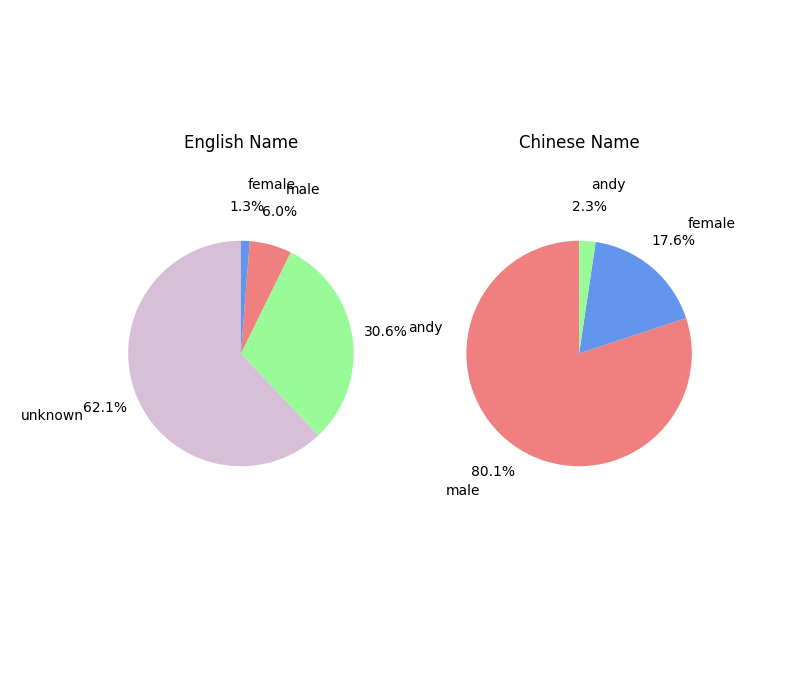 English Name
female
male
1.3%
6.0%
30.6%
andy
62.1%
unknown
Chinese Name
andy
2.3%
female
17.6%
80.1%
male